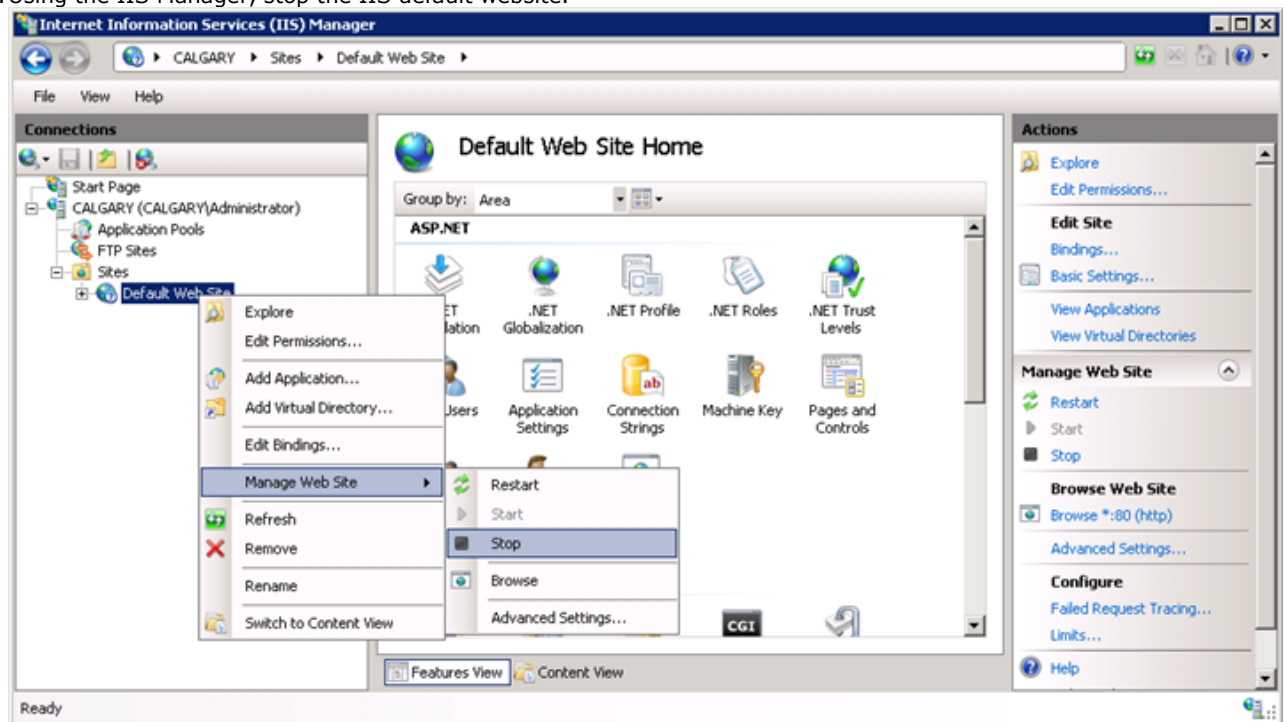 Using the IIS Manager, stop the IIS default website.
Internet Information Services (IIS) Manager
CALGARY Sites Default Web Site
File View Help
Connections
Start Page
CALGARY (CALGARY\Administrator)
Application Pools
FTP Sites
Sites
Default Web Site
Explore
Edit Permissions...
Add Application...
Add Virtual Directory...
Edit Bindings...
Manage Web Site
Refresh
Remove
Rename
Switch to Content View
Restart
Start
Stop
Browse
Advanced Settings...
Default Web Site Home
Group by: Area
ASP.NET
.NET
Globalization
.NET Profile
.NET Roles
.NET Trust
Levels
Application
Settings
Connection
Strings
Machine Key
Pages and
Controls
ab
CGI
Features View Content View
Actions
Explore
Edit Permissions...
Edit Site
Bindings...
Basic Settings...
View Applications
View Virtual Directories
Manage Web Site
Restart
Start
Stop
Browse Web Site
Browse *:80 (http)
Advanced Settings...
Configure
Failed Request Tracing...
Limits...
Help
Ready